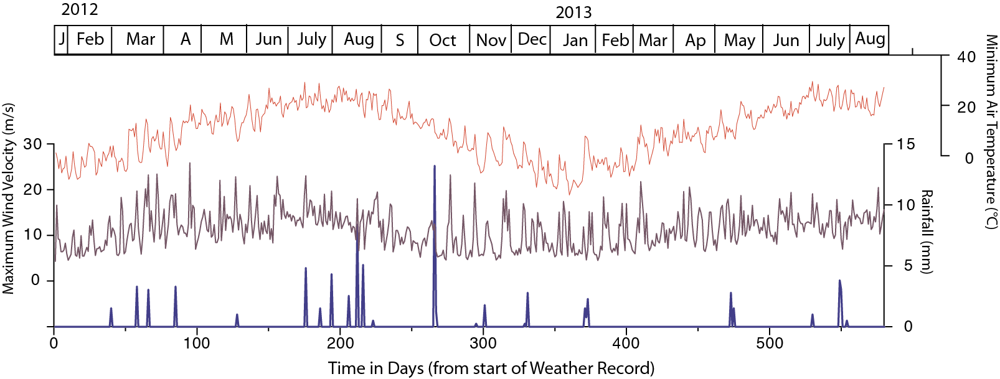 2012 2013
J Feb Mar A M Jun July Aug S Oct Nov Dec Jan Feb Mar Ap May Jun July Aug
Maximum Wind Velocity (m/s)
30
20
10
0
40
20
0
Minimum Air Temperature (°C)
15
10
5
0
Rainfall (mm)
0 100 200 300 400 500
Time in Days (from start of Weather Record)